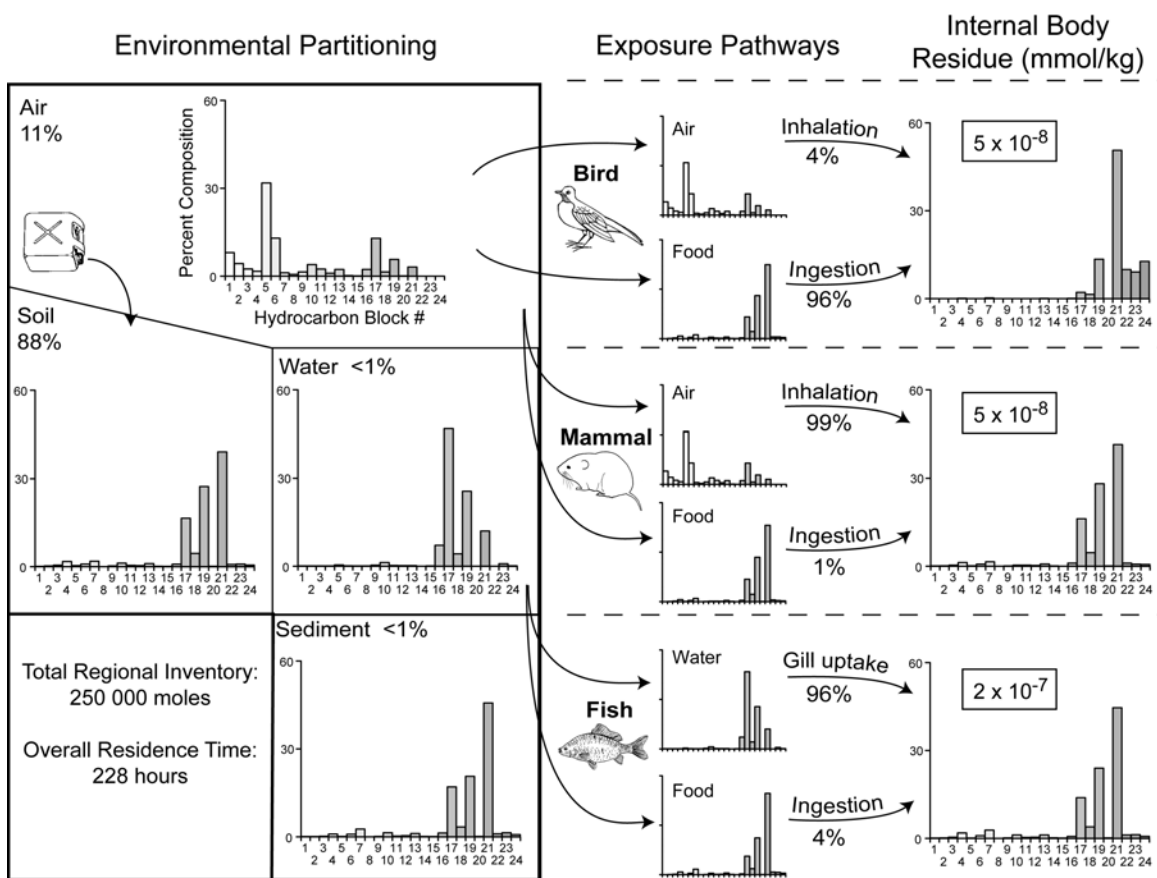 Environmental Partitioning
Exposure Pathways
Internal Body
Residue (mmol/kg)
Air
11%
Percent Composition
60
30
0
1 3 5 7 9 11 13 15 17 19 21 23
2 4 6 8 10 12 14 16 18 20 22 24
Hydrocarbon Block #
Soil
88%
60
30
0
1 3 5 7 9 11 13 15 17 19 21 23
2 4 6 8 10 12 14 16 18 20 22 24
Water <1%
60
30
0
1 3 5 7 9 11 13 15 17 19 21 23
2 4 6 8 10 12 14 16 18 20 22 24
Total Regional Inventory:
250 000 moles
Overall Residence Time:
228 hours
Sediment <1%
60
30
0
1 3 5 7 9 11 13 15 17 19 21 23
2 4 6 8 10 12 14 16 18 20 22 24
Bird
Air
Inhalation
4%
Food
Ingestion
96%
5 x 10-8
60
30
0
1 3 5 7 9 11 13 15 17 19 21 23
2 4 6 8 10 12 14 16 18 20 22 24
Mammal
Air
Inhalation
99%
Food
Ingestion
1%
5 x 10-8
60
30
0
1 3 5 7 9 11 13 15 17 19 21 23
2 4 6 8 10 12 14 16 18 20 22 24
Fish
Water
Gill uptake
96%
Food
Ingestion
4%
2 x 10-7
60
30
0
1 3 5 7 9 11 13 15 17 19 21 23
2 4 6 8 10 12 14 16 18 20 22 24